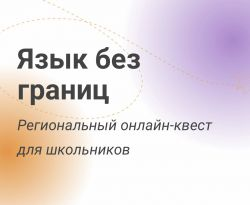 Язык без
границ
Региональный онлайн-квест
для школьников